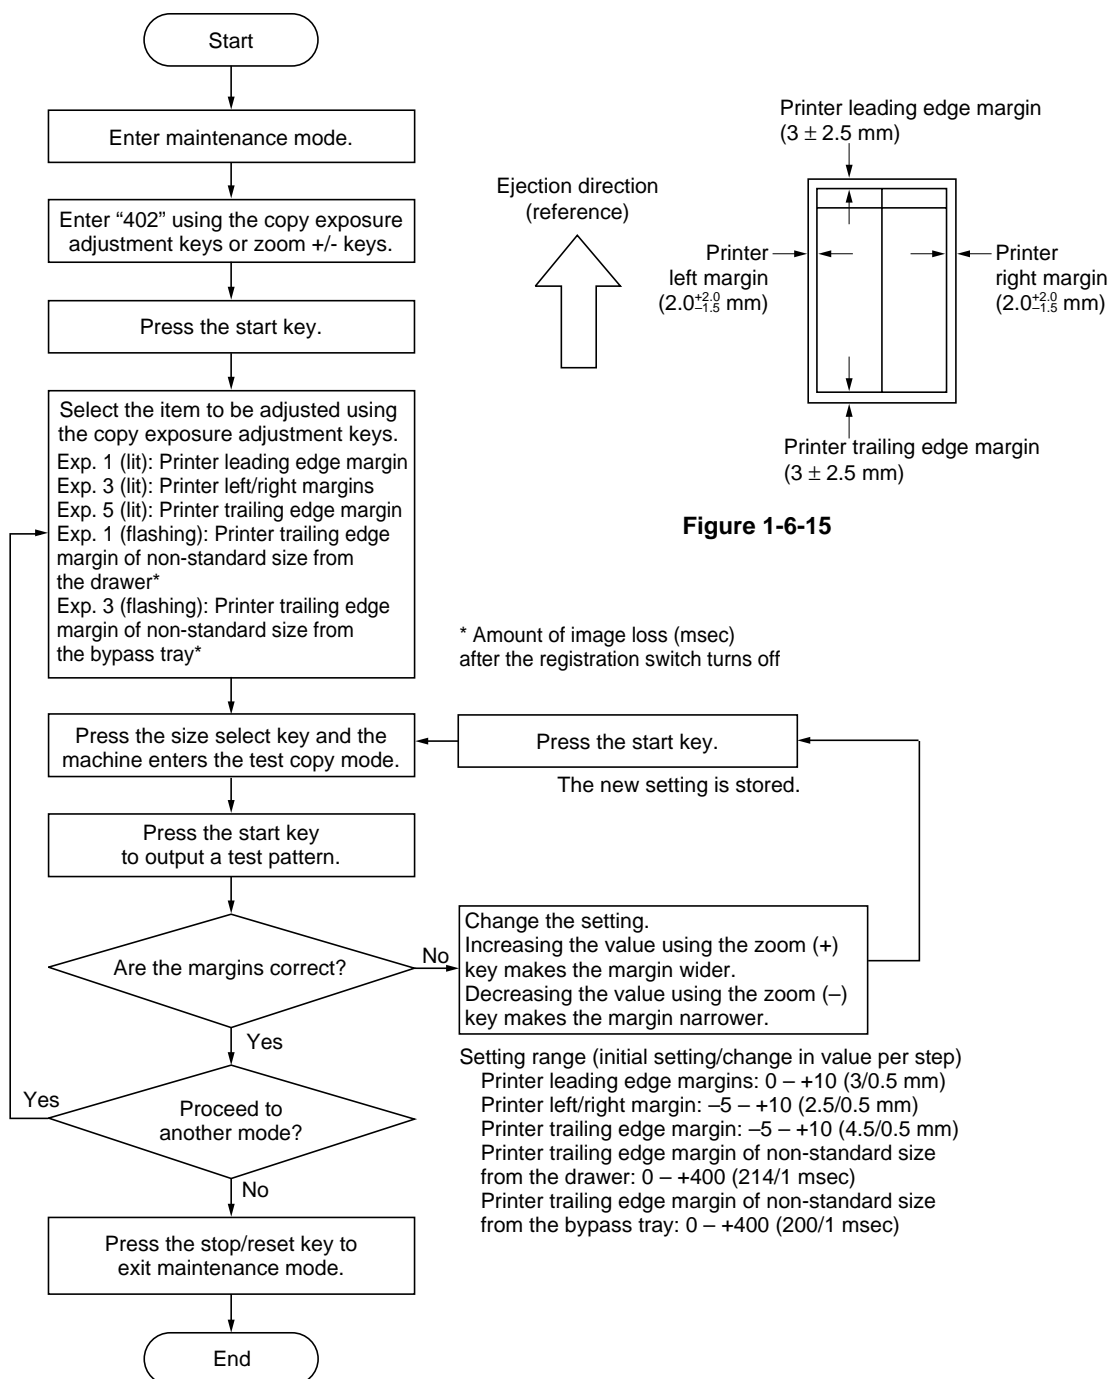 Start
Enter maintenance mode.
Enter “402” using the copy exposure
adjustment keys or zoom +/- keys.
Press the start key.
Select the item to be adjusted using
the copy exposure adjustment keys.
Exp. 1 (lit): Printer leading edge margin
Exp. 3 (lit): Printer left/right margins
Exp. 5 (lit): Printer trailing edge margin
Exp. 1 (flashing): Printer trailing edge
margin of non-standard size from
the drawer*
Exp. 3 (flashing): Printer trailing edge
margin of non-standard size from
the bypass tray*
Press the size select key and the
machine enters the test copy mode.
Press the start key
to output a test pattern.
Are the margins correct?
No
Yes
Proceed to
another mode?
Yes
No
Press the stop/reset key to
exit maintenance mode.
End
Printer leading edge margin
(3 ± 2.5 mm)
Ejection direction
(reference)
Printer
left margin
(2.0+2.0 –1.5 mm)
Printer
right margin
(2.0+2.0 –1.5 mm)
Printer trailing edge margin
(3 ± 2.5 mm)
Figure 1-6-15
* Amount of image loss (msec)
after the registration switch turns off
Press the start key.
The new setting is stored.
Change the setting.
Increasing the value using the zoom (+)
key makes the margin wider.
Decreasing the value using the zoom (–)
key makes the margin narrower.
Setting range (initial setting/change in value per step)
Printer leading edge margins: 0 – +10 (3/0.5 mm)
Printer left/right margin: –5 – +10 (2.5/0.5 mm)
Printer trailing edge margin: –5 – +10 (4.5/0.5 mm)
Printer trailing edge margin of non-standard size
from the drawer: 0 – +400 (214/1 msec)
Printer trailing edge margin of non-standard size
from the bypass tray: 0 – +400 (200/1 msec)